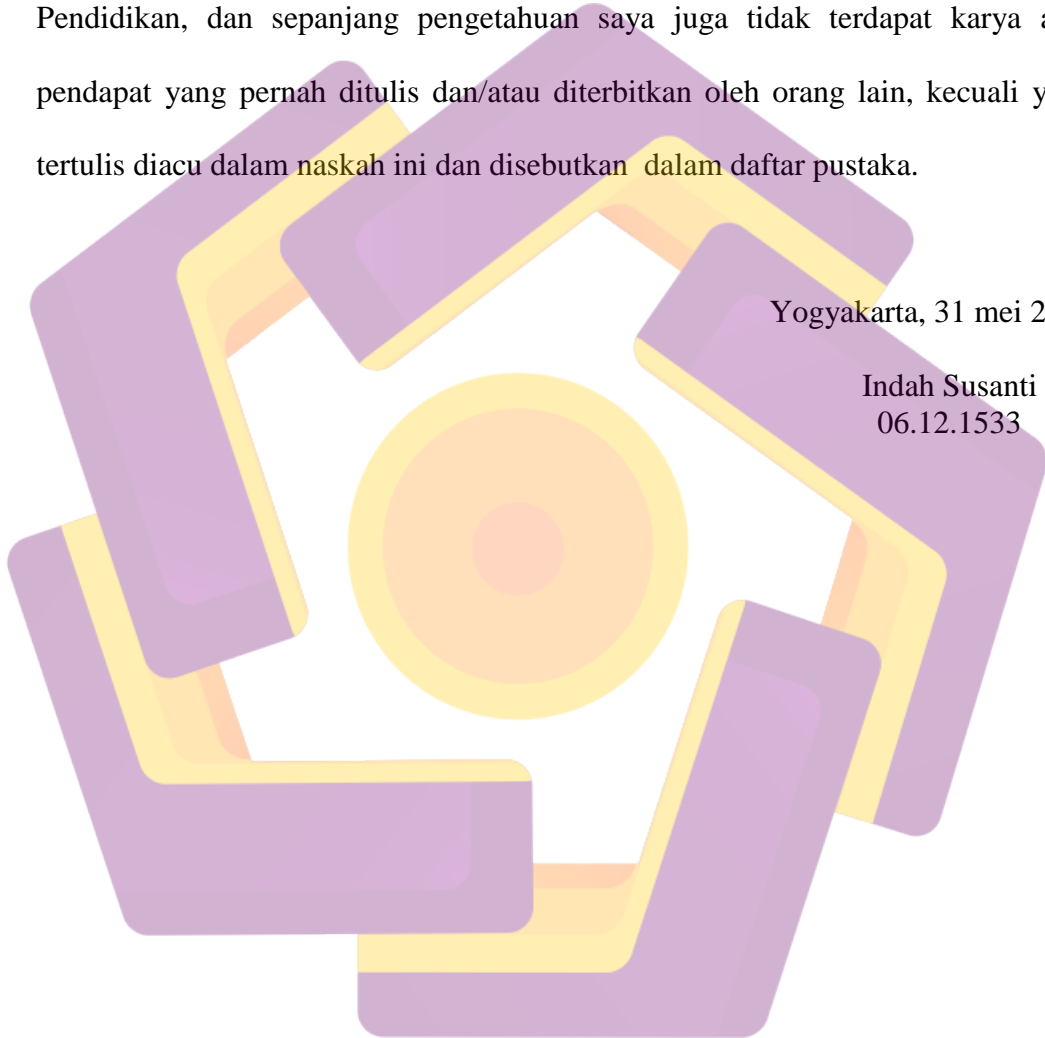 Pendidikan, dan sepanjang pengetahuan saya juga tidak terdapat karya a
pendapat yang pernah ditulis dan/atau diterbitkan oleh orang lain, kecuali y
tertulis diacu dalam naskah ini dan disebutkan dalam daftar pustaka.
Yogyakarta, 31 mei 2
Indah Susanti
06.12.1533